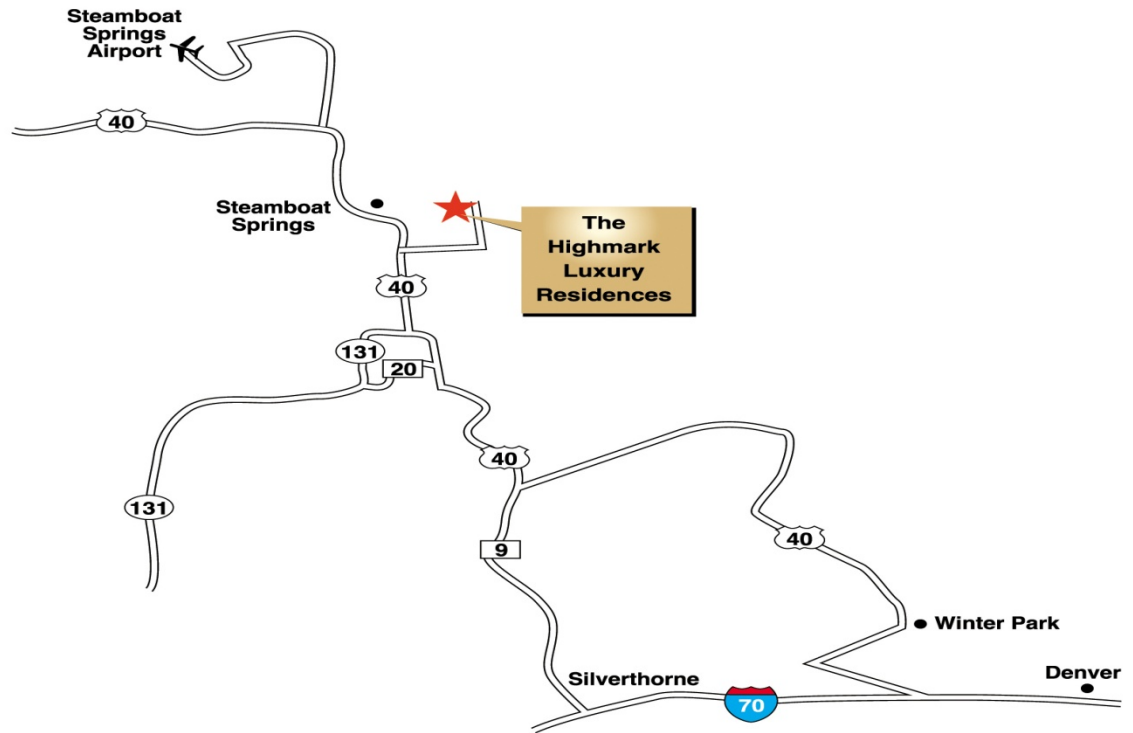 Steamboat
Springs
Airport
40
Steamboat
Springs
The
Highmark
Luxury
Residences
40
131
20
40
131
9
40
Winter Park
Silverthorne
Denver
70